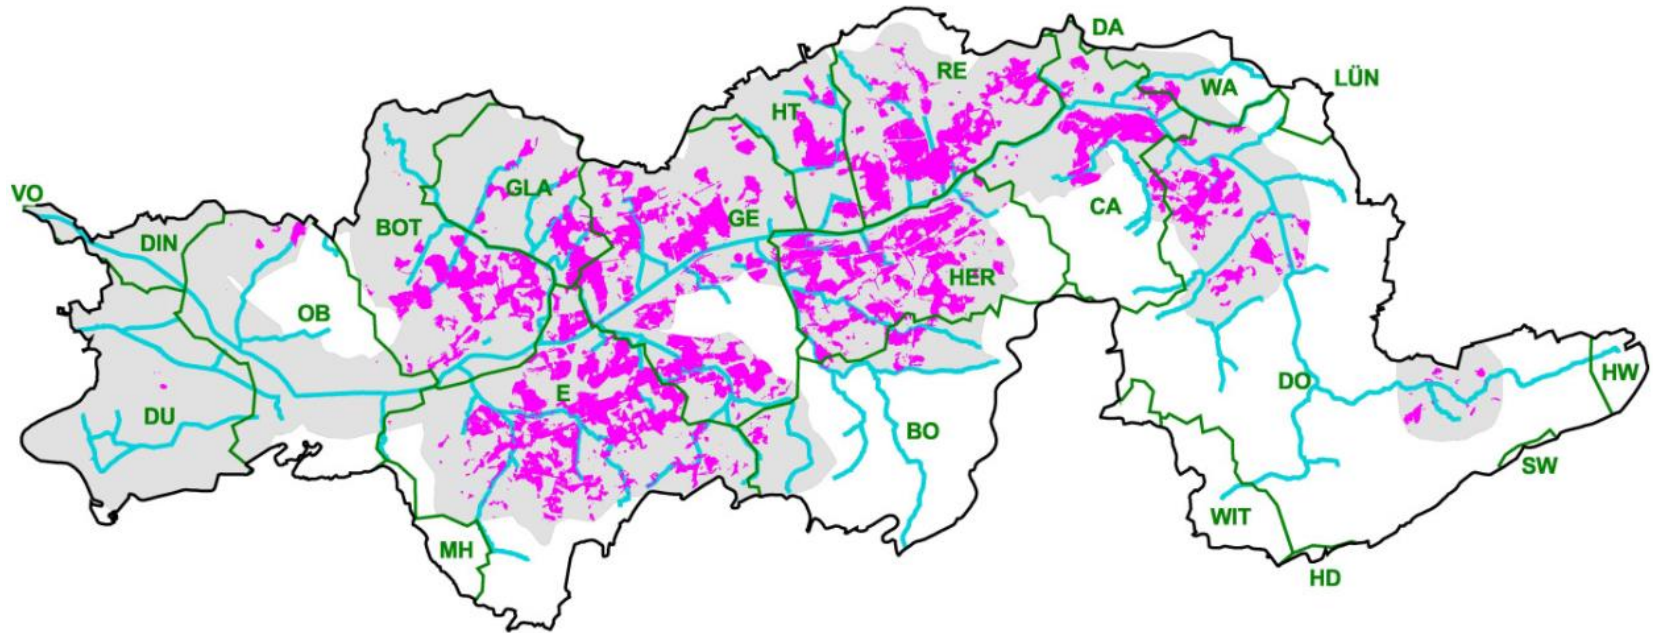 DA
RE
LÜN
WA
HT
GLA
VO
CA
GE
BOT
DIN
HER
OB
HW
DO
E
DU
BO
SW
WIT
MH
HD